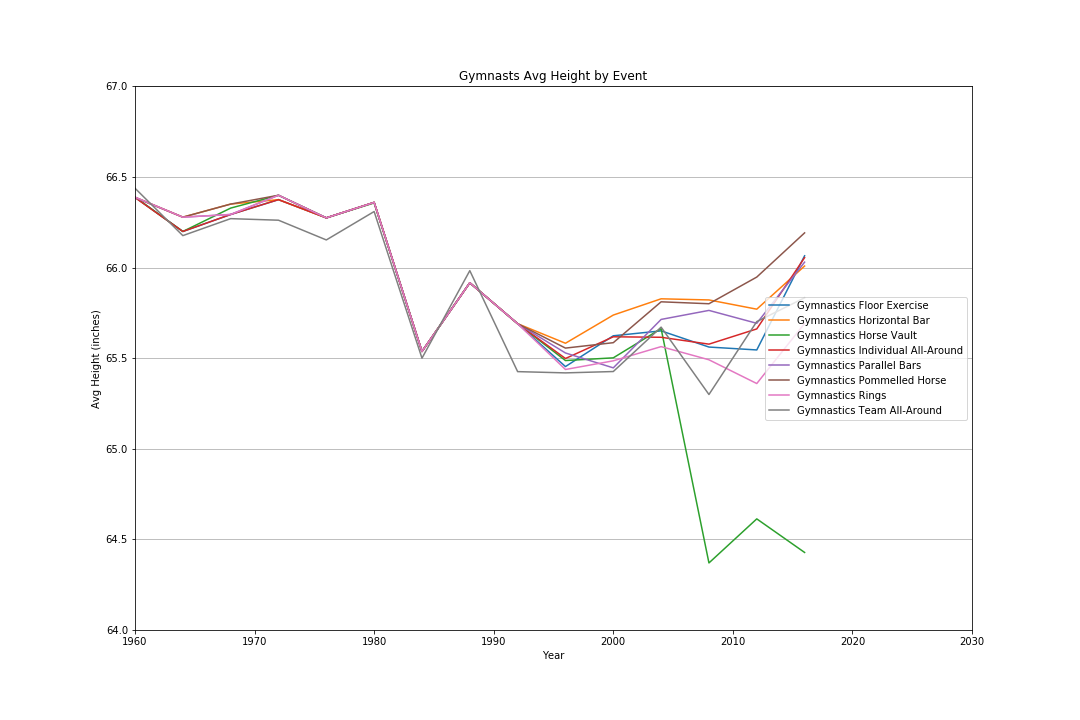 Gymnasts Avg Height by Event
67.0
66.5
66.0
65.5
65.0
64.5
64.0
Avg Height (inches)
Gymnastics Floor Exercise
Gymnastics Horizontal Bar
Gymnastics Horse Vault
Gymnastics Individual All-Around
Gymnastics Parallel Bars
Gymnastics Pommelled Horse
Gymnastics Rings
Gymnastics Team All-Around
1960 1970 1980 1990 2000 2010 2020 2030
Year